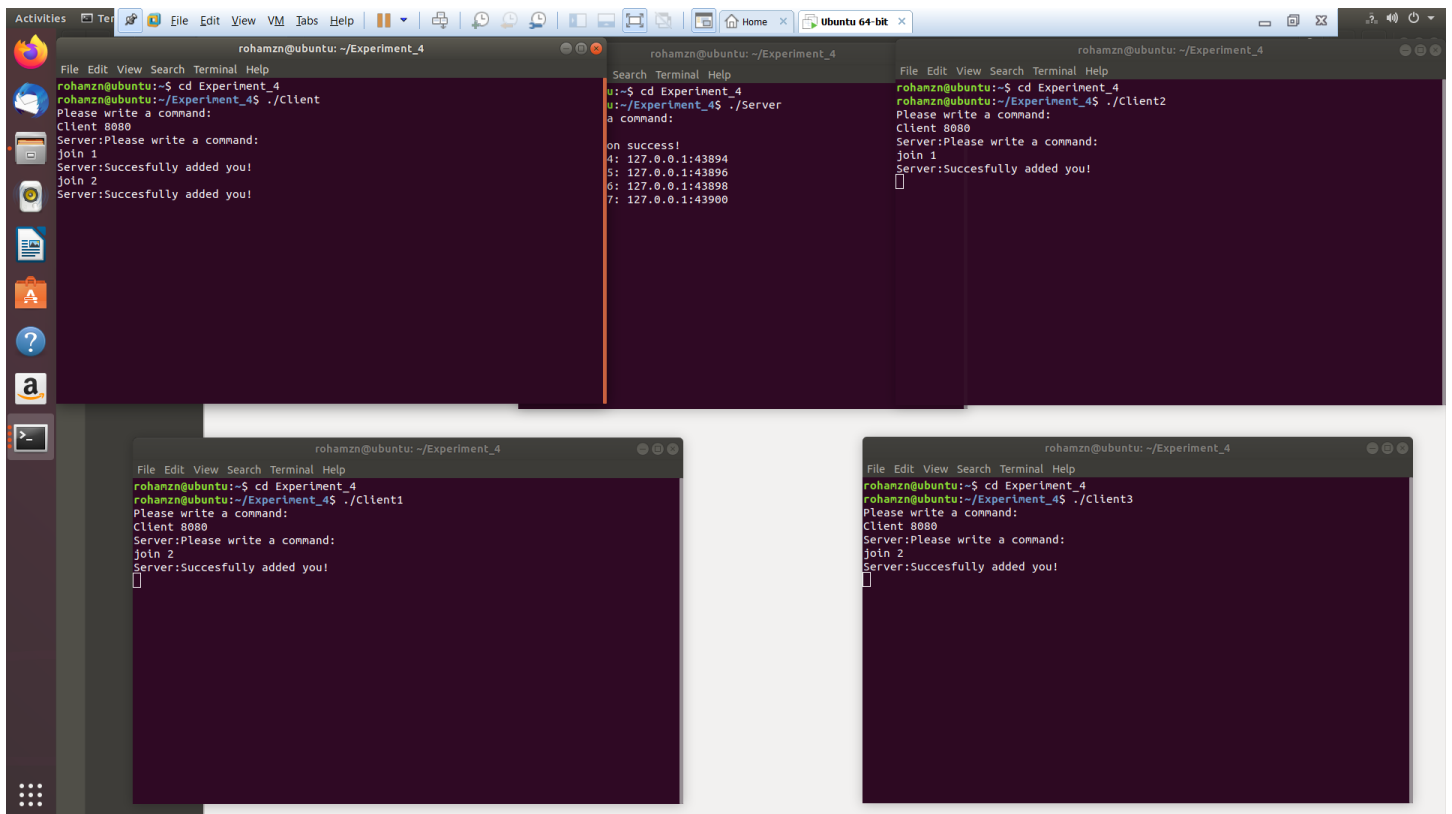 Activities Ter File Edit View VM Tabs Help Home Ubuntu 64-bit
rohamzn@ubuntu: ~/Experiment_4
File Edit View Search Terminal Help
rohamzn@ubuntu:~$ cd Experiment_4
rohamzn@ubuntu:~/Experiment_4$ ./Client
Please write a command:
Client 8080
Server:Please write a command:
join 1
Server:Succesfully added you!
join 2
Server:Succesfully added you!
rohamzn@ubuntu: ~/Experiment_4
Search Terminal Help
u:~$ cd Experiment_4
u:~/Experiment_4$ ./Server
a command:
on success!
4: 127.0.0.1:43894
5: 127.0.0.1:43896
6: 127.0.0.1:43898
7: 127.0.0.1:43900
rohamzn@ubuntu: ~/Experiment_4
File Edit View Search Terminal Help
rohamzn@ubuntu:~$ cd Experiment_4
rohamzn@ubuntu:~/Experiment_4$ ./Client2
Please write a command:
Client 8080
Server:Please write a command:
join 1
Server:Succesfully added you!
rohamzn@ubuntu: ~/Experiment_4
File Edit View Search Terminal Help
rohamzn@ubuntu:~$ cd Experiment_4
rohamzn@ubuntu:~/Experiment_4$ ./Client1
Please write a command:
Client 8080
Server:Please write a command:
join 2
Server:Succesfully added you!
rohamzn@ubuntu: ~/Experiment_4
File Edit View Search Terminal Help
rohamzn@ubuntu:~$ cd Experiment_4
rohamzn@ubuntu:~/Experiment_4$ ./Client3
Please write a command:
Client 8080
Server:Please write a command:
join 2
Server:Succesfully added you!